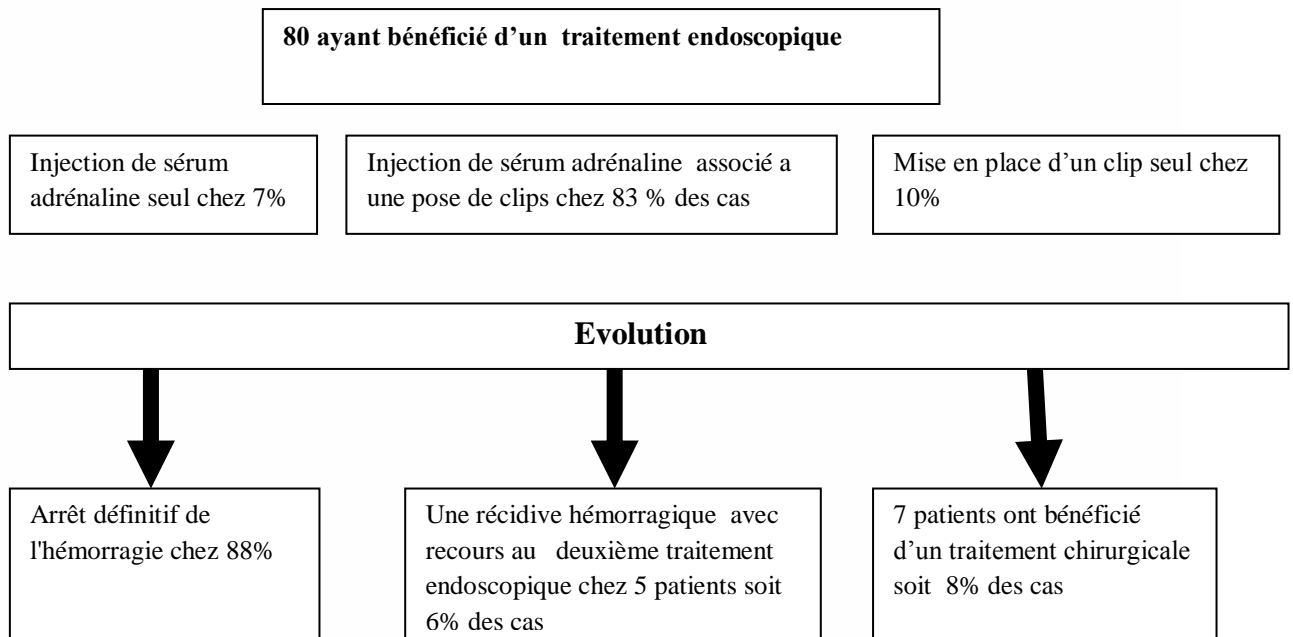 80 ayant bénéficié d’un traitement endoscopique
Injection de sérum
adrénaline seul chez 7%
Injection de sérum adrénaline associé a
une pose de clips chez 83 % des cas
Mise en place d’un clip seul chez
10%
Evolution
Arrêt définitif de
l'hémorragie chez 88%
Une récidive hémorragique avec
recours au deuxième traitement
endoscopique chez 5 patients soit
6% des cas
7 patients ont bénéficié
d’un traitement chirurgicale
soit 8% des cas